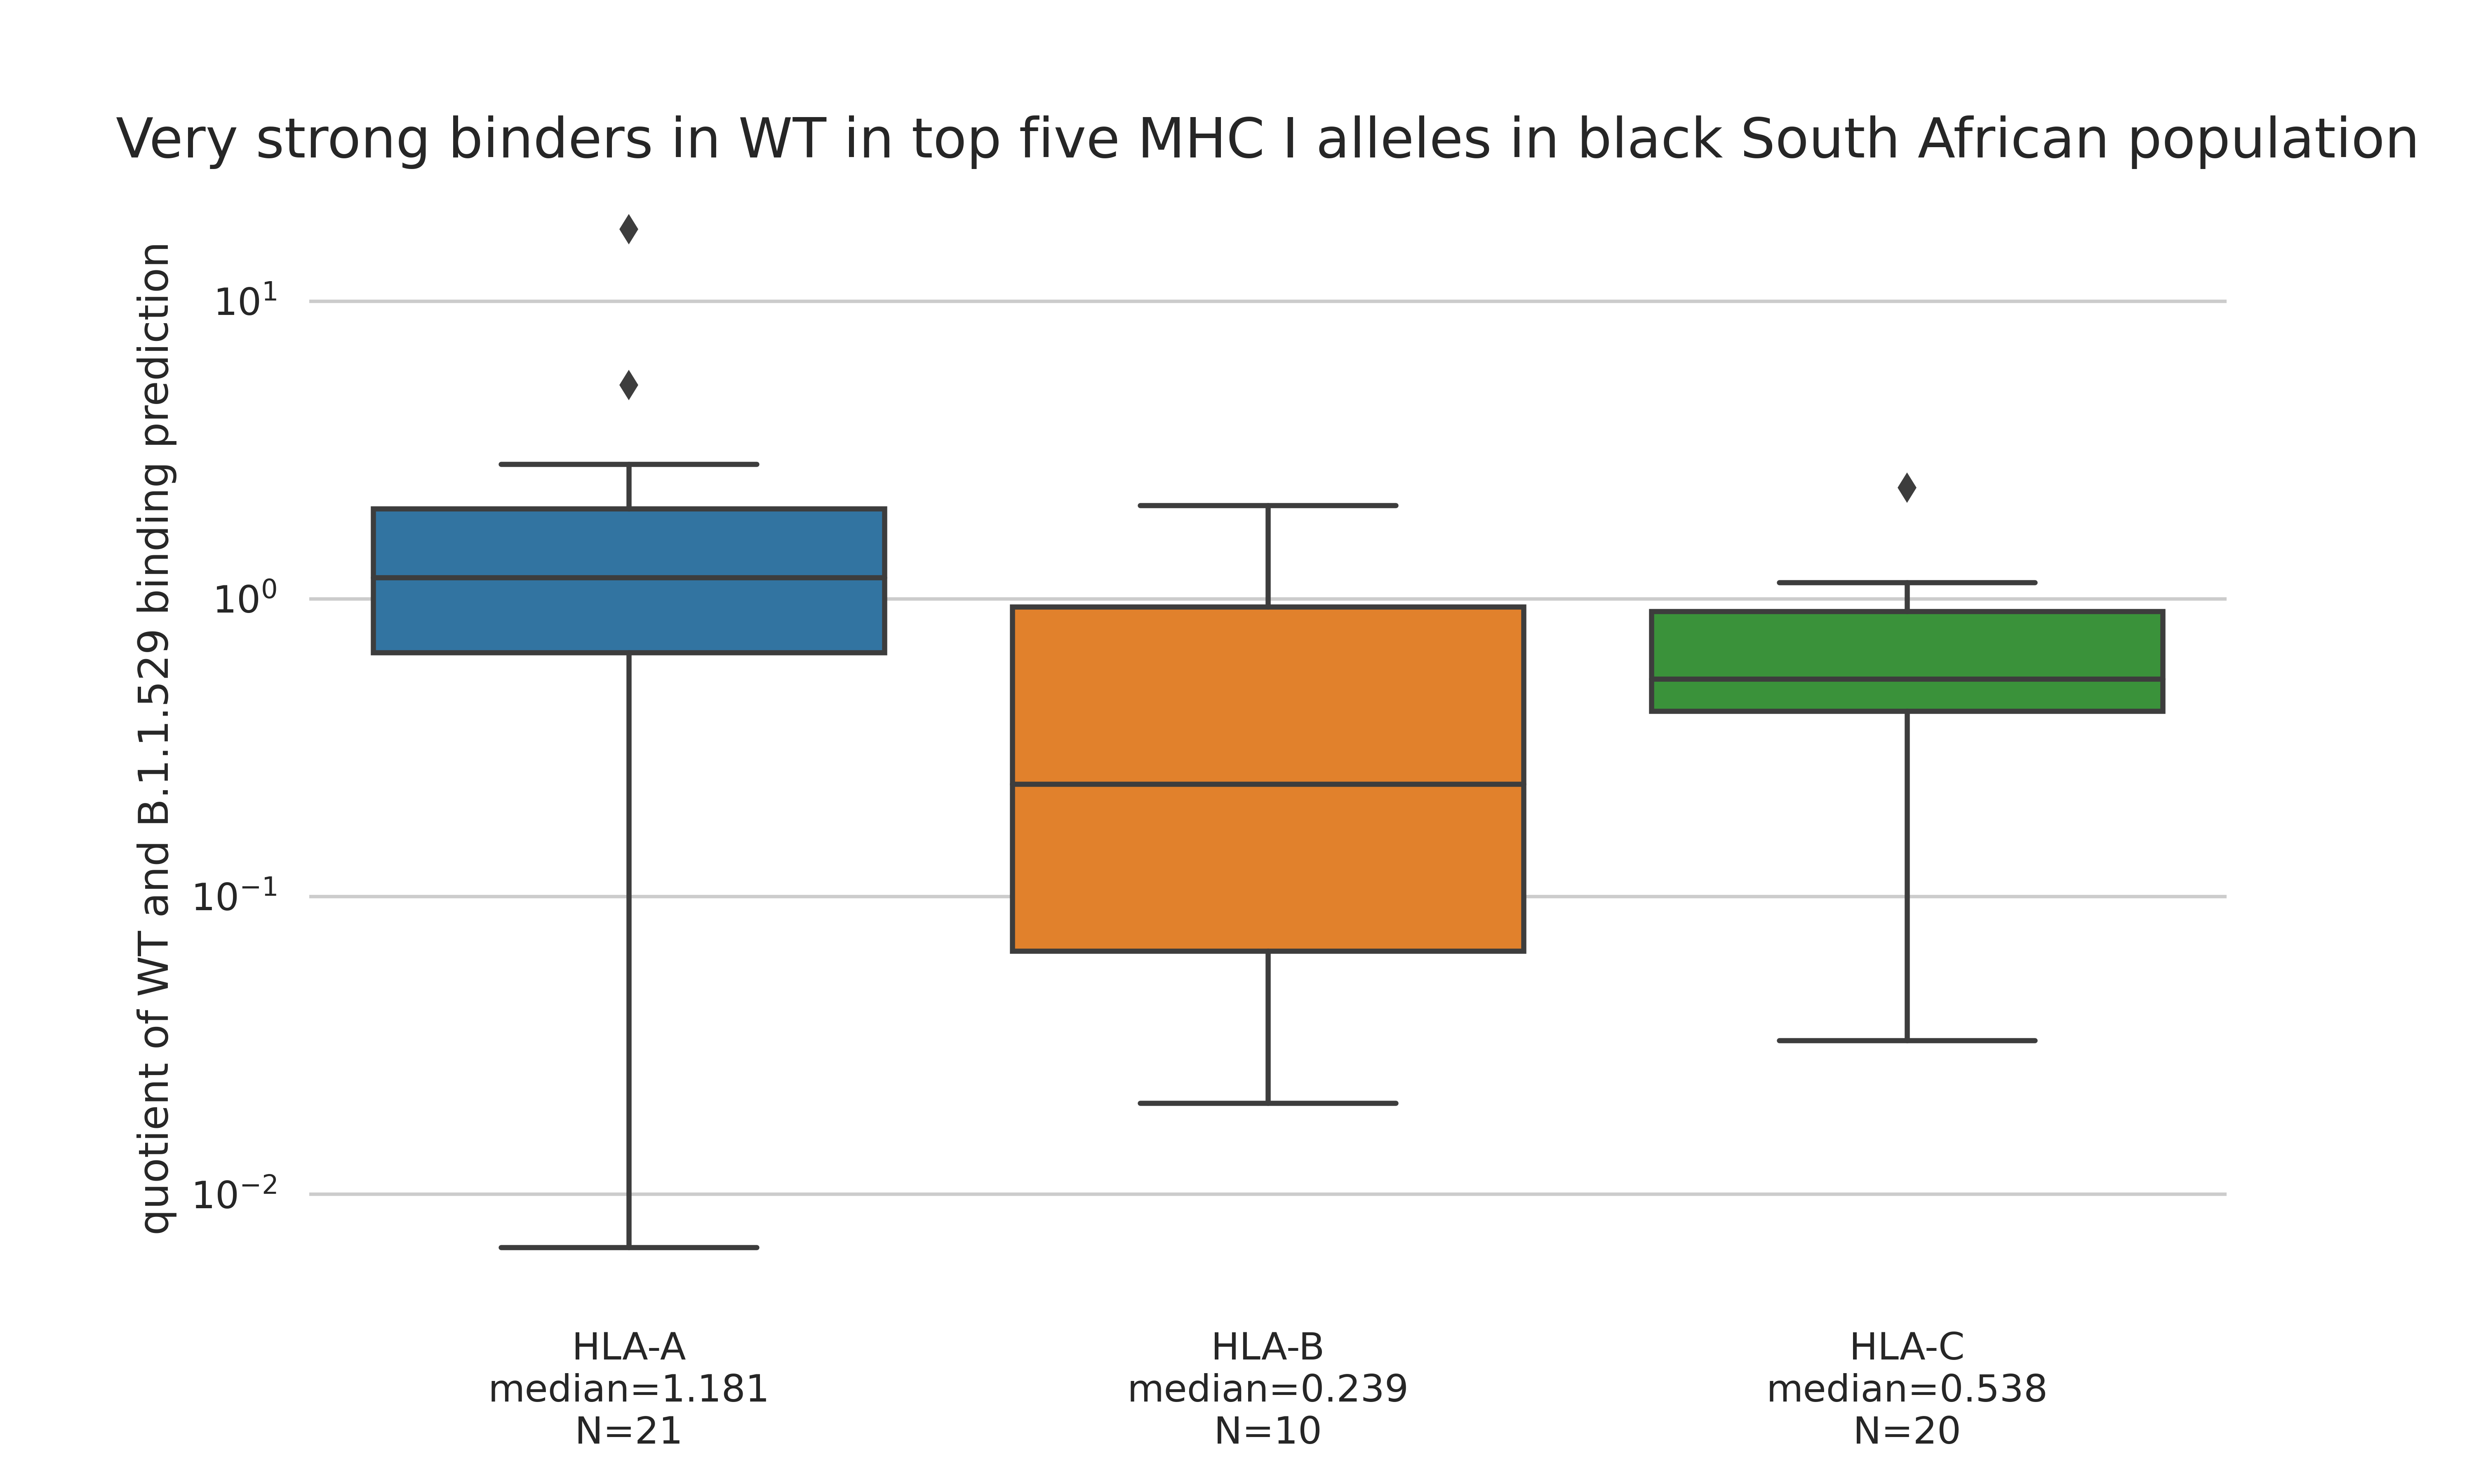 Very strong binders in WT in top five MHC I alleles in black South African population
quotient of WT and B.1.1.529 binding prediction
10¹
10⁰
10⁻¹
10⁻²
HLA-A
median=1.181
N=21
HLA-B
median=0.239
N=10
HLA-C
median=0.538
N=20